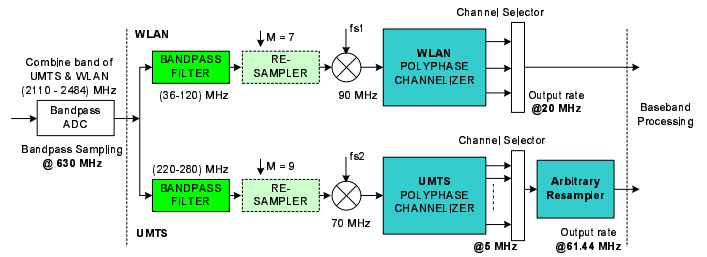 Channel Selector
WLAN
M = 7
fs1
Combine band of
UMTS & WLAN
(2110 - 2484) MHz
BANDPASS
FILTER
RE-
SAMPLER
WLAN
POLYPHASE
CHANNELIZER
(36-120) MHz
90 MHz
Output rate
@20 MHz
Bandpass
ADC
Baseband
Processing
Bandpass Sampling
@ 630 MHz
Channel Selector
(220-280) MHz
M = 9
fs2
BANDPASS
FILTER
RE-
SAMPLER
UMTS
POLYPHASE
CHANNELIZER
Arbitrary
Resampler
70 MHz
UMTS
@5 MHz
Output rate
@61.44 MHz